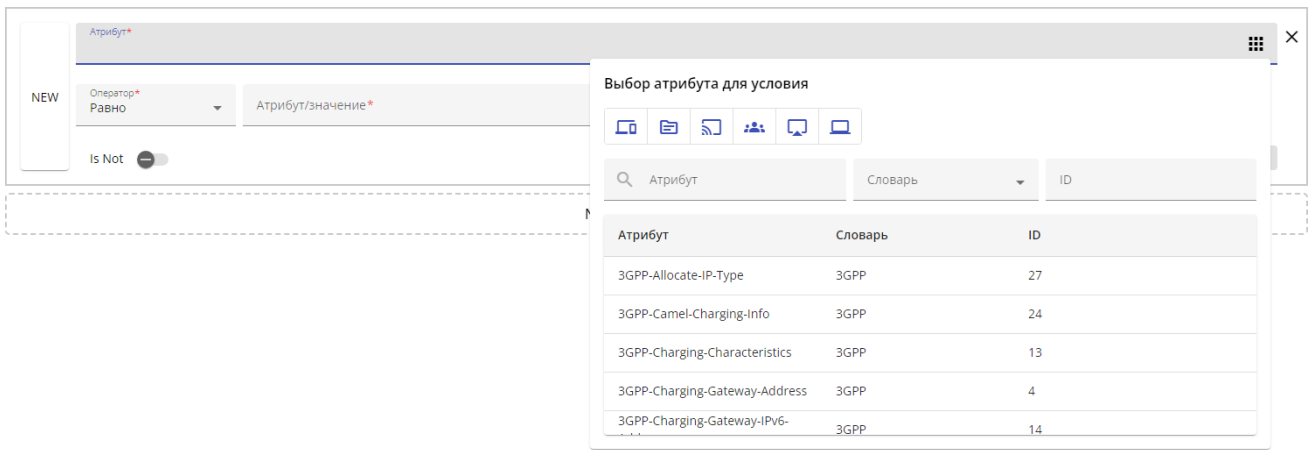 Атрибут*
NEW
Оператор*
Равно
Атрибут/значение*
Is Not
Выбор атрибута для условия
Атрибут
Словарь
ID
Атрибут Словарь ID
3GPP-Allocate-IP-Type 3GPP 27
3GPP-Camel-Charging-Info 3GPP 24
3GPP-Charging-Characteristics 3GPP 13
3GPP-Charging-Gateway-Address 3GPP 4
3GPP-Charging-Gateway-IPv6- 3GPP 14